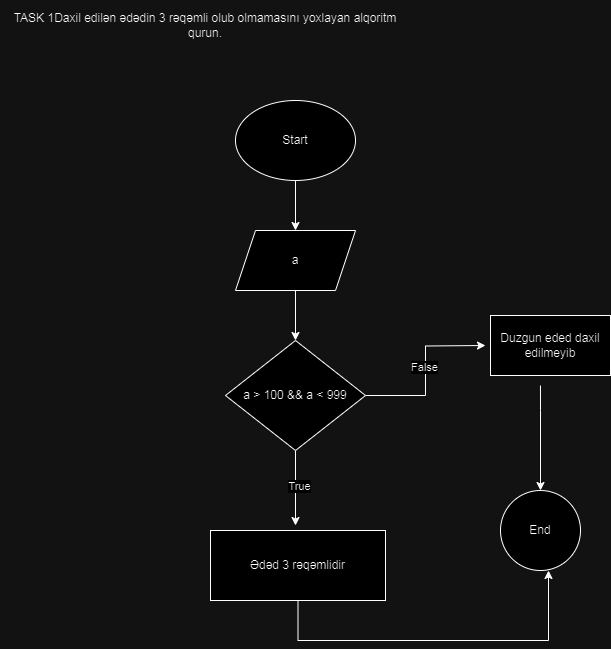 TASK 1Daxil edilən ədədin 3 rəqəmli olub olmamasını yoxlayan alqoritm
qurun.
Start
a
a > 100 && a < 999
False
Duzgun eded daxil
edilmeyib
True
Ədəd 3 rəqəmlidir
End